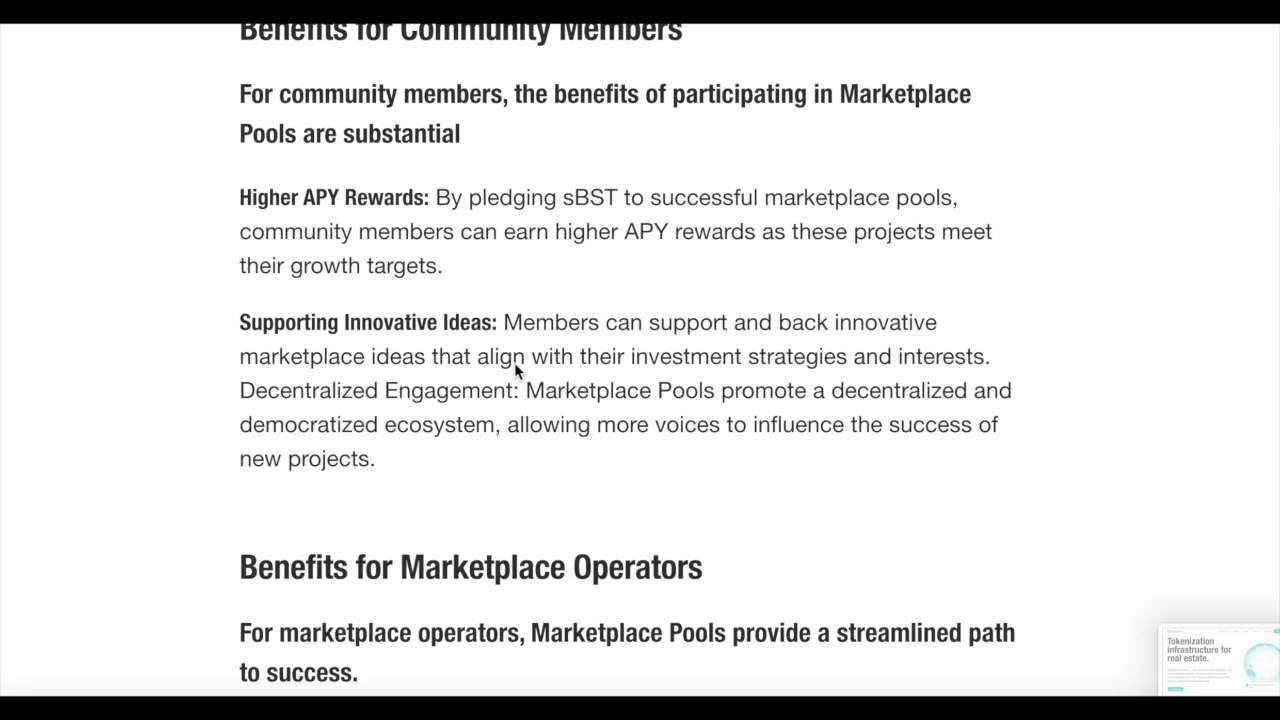 Benefits for Community Members
For community members, the benefits of participating in Marketplace
Pools are substantial
Higher APY Rewards: By pledging sBST to successful marketplace pools,
community members can earn higher APY rewards as these projects meet
their growth targets.
Supporting Innovative Ideas: Members can support and back innovative
marketplace ideas that align with their investment strategies and interests.
Decentralized Engagement: Marketplace Pools promote a decentralized and
democratized ecosystem, allowing more voices to influence the success of
new projects.
Benefits for Marketplace Operators
For marketplace operators, Marketplace Pools provide a streamlined path
to success.
Tokenization
infrastructure for
real estate.